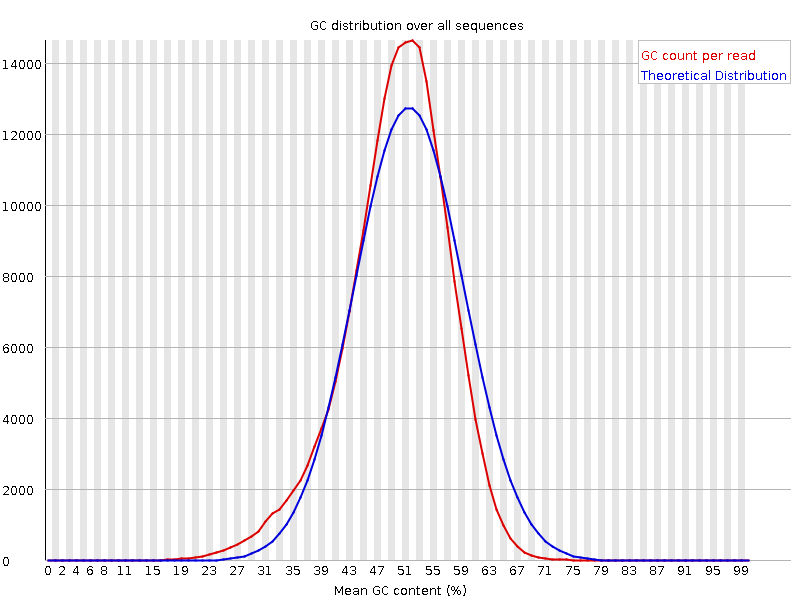 GC distribution over all sequences
GC count per read
Theoretical Distribution
14000
12000
10000
8000
6000
4000
2000
0
0 2 4 6 8 11 15 19 23 27 31 35 39 43 47 51 55 59 63 67 71 75 79 83 87 91 95 99
Mean GC content (%)